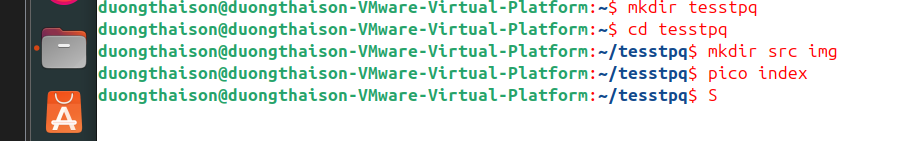 duongthaison@duongthaison-VMware-Virtual-Platform:~$ mkdir tesstpq
duongthaison@duongthaison-VMware-Virtual-Platform:~$ cd tesstpq
duongthaison@duongthaison-VMware-Virtual-Platform:~/tesstpq$ mkdir src img
duongthaison@duongthaison-VMware-Virtual-Platform:~/tesstpq$ pico index
duongthaison@duongthaison-VMware-Virtual-Platform:~/tesstpq$ S